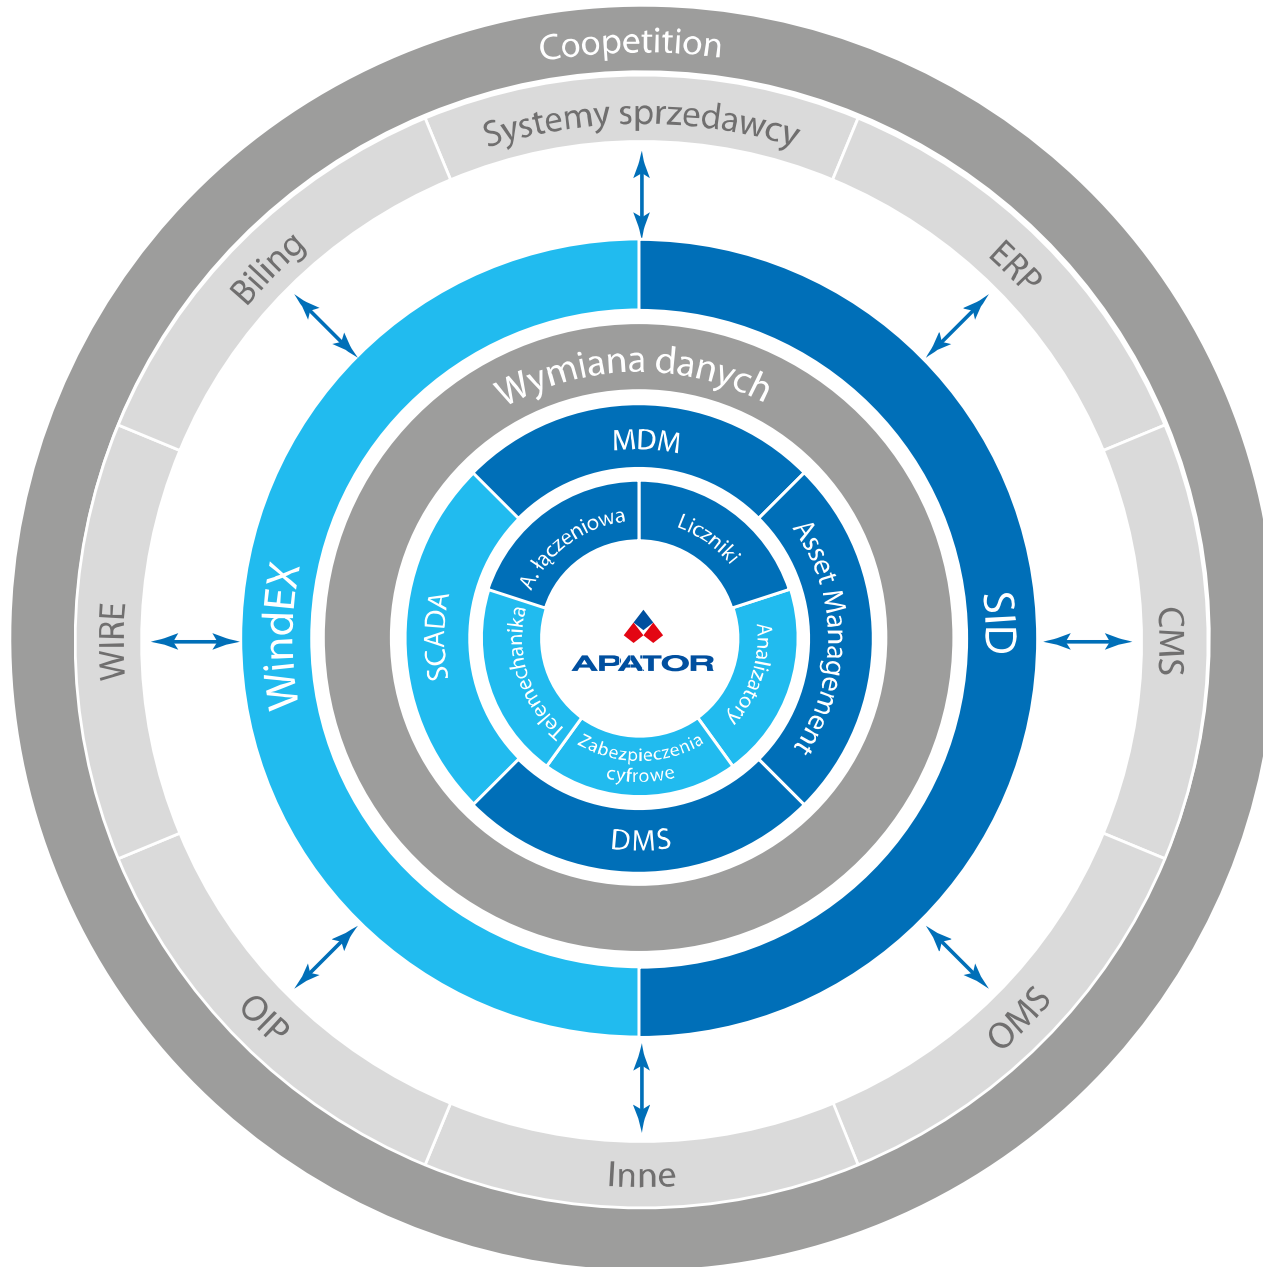 Coopetition
Systemy sprzedawcy
ERP
CMS
OMS
Inne
OIP
WIRE
Biling
WindEX
SID
Wymiana danych
MDM
Asset Management
DMS
SCADA
A. łączeniowa
Liczniki
Analizatory
Zabezpieczenia
cyfrowe
Telemechanika
APATOR